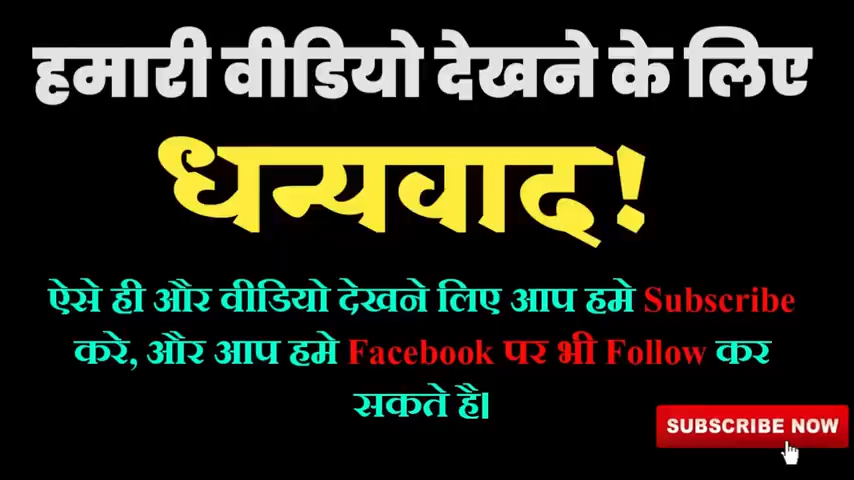 हमारी वीडियो देखने के लिए
धन्यवाद!
ऐसे ही और वीडियो देखने लिए आप हमे Subscribe
करे, और आप हमे Facebook पर भी Follow कर
सकते है।
SUBSCRIBE NOW